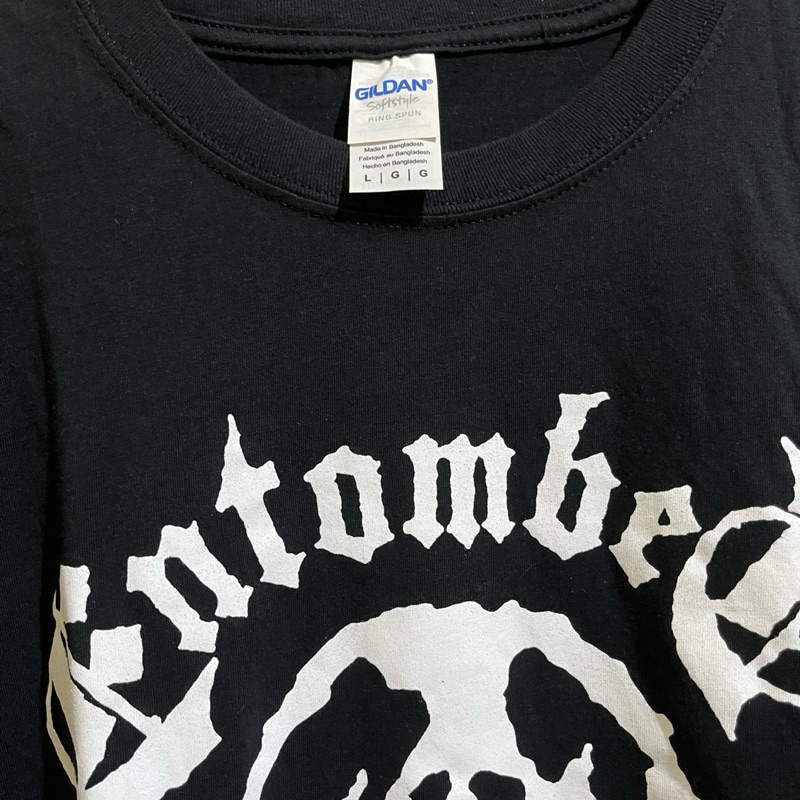 GILDAN®
Softstyle
RING SPUN
Made in Bangladesh
Fabriqué au Bangladesh
Hecho en Bangladesh
L | G | G
Entombed